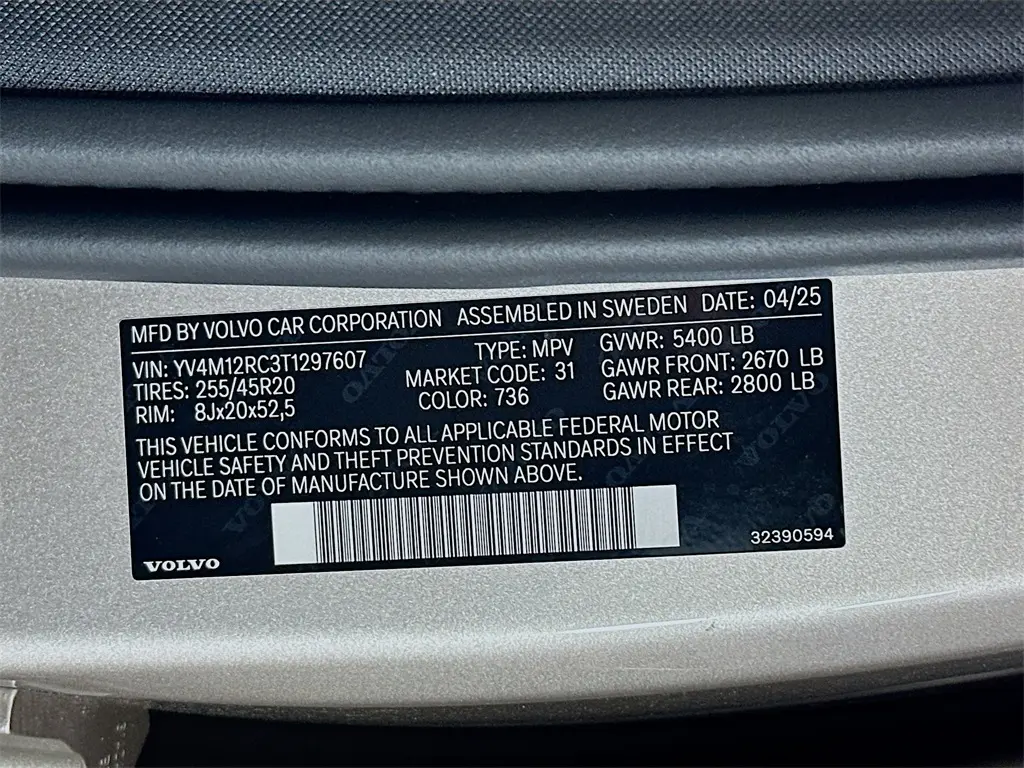 MFD BY VOLVO CAR CORPORATION ASSEMBLED IN SWEDEN DATE: 04/25
VIN: YV4M12RC3T1297607 TYPE: MPV GVWR: 5400 LB
TIRES: 255/45R20 MARKET CODE: 31 GAWR FRONT: 2670 LB
RIM: 8Jx20x52,5 COLOR: 736 GAWR REAR: 2800 LB
THIS VEHICLE CONFORMS TO ALL APPLICABLE FEDERAL MOTOR
VEHICLE SAFETY AND THEFT PREVENTION STANDARDS IN EFFECT
ON THE DATE OF MANUFACTURE SHOWN ABOVE.
VOLVO 32390594